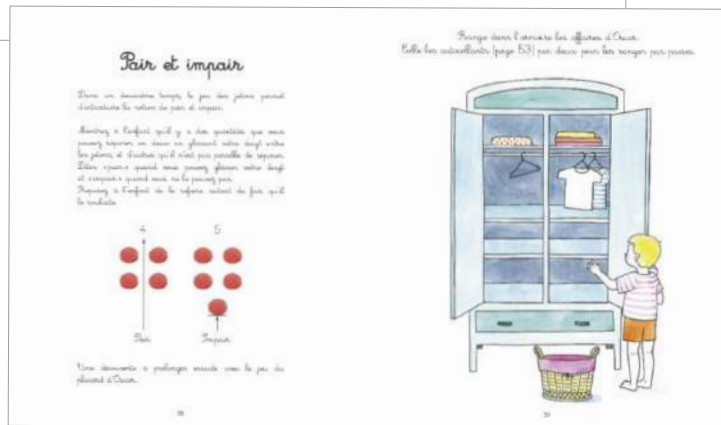 Pair et impair
Dans un deuxième temps, le jeu des jetons permet
d'introduire la notion de pair et impair.
Montrez à l'enfant qu'il y a des quantités que vous
pouvez séparer en deux en glissant votre doigt entre
les jetons, et d'autres qu'il n'est pas possible de séparer.
Dites «pair» quand vous pouvez glisser votre doigt
et «impair» quand vous ne le pouvez pas.
Proposez à l'enfant de le refaire autant de fois qu'il
le souhaite.
4 5
Pair Impair
Une découverte à prolonger ensuite avec le jeu du
placard d'Oscar.
Range dans l'armoire les affaires d'Oscar.
Colle les autocollants (page 53) par deux pour les ranger par paires.
39